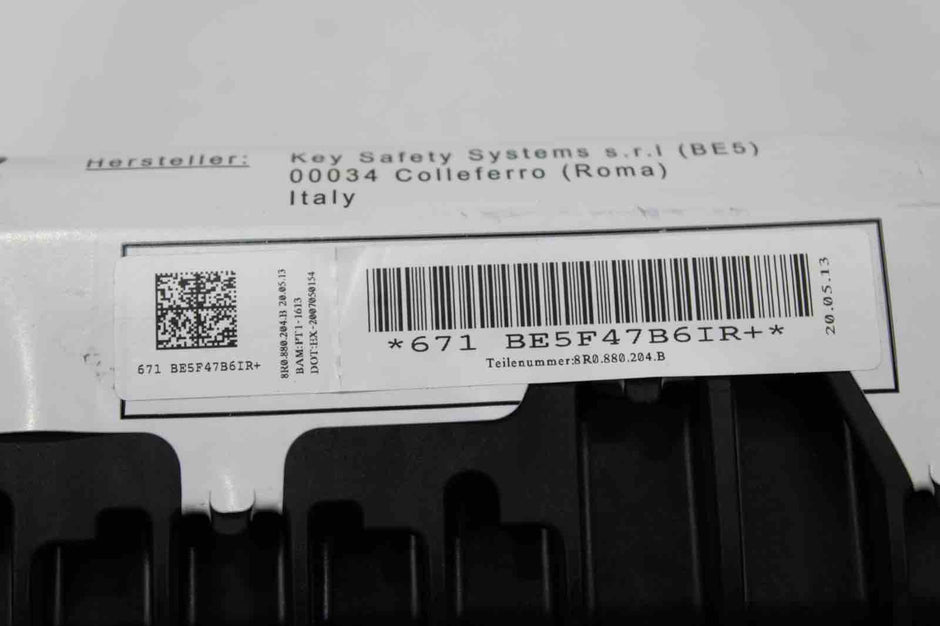 Hersteller: Key Safety Systems s.r.l (BE5)
00034 Colleferro (Roma)
Italy
671 BE5F47B6IR+
8R0.880.204.B 20.05.13
BAM:PT1-1613
DOT:EX-2007050154
*671 BE5F47B6IR+*
Teilenummer:8R0.880.204.B
20.05.13